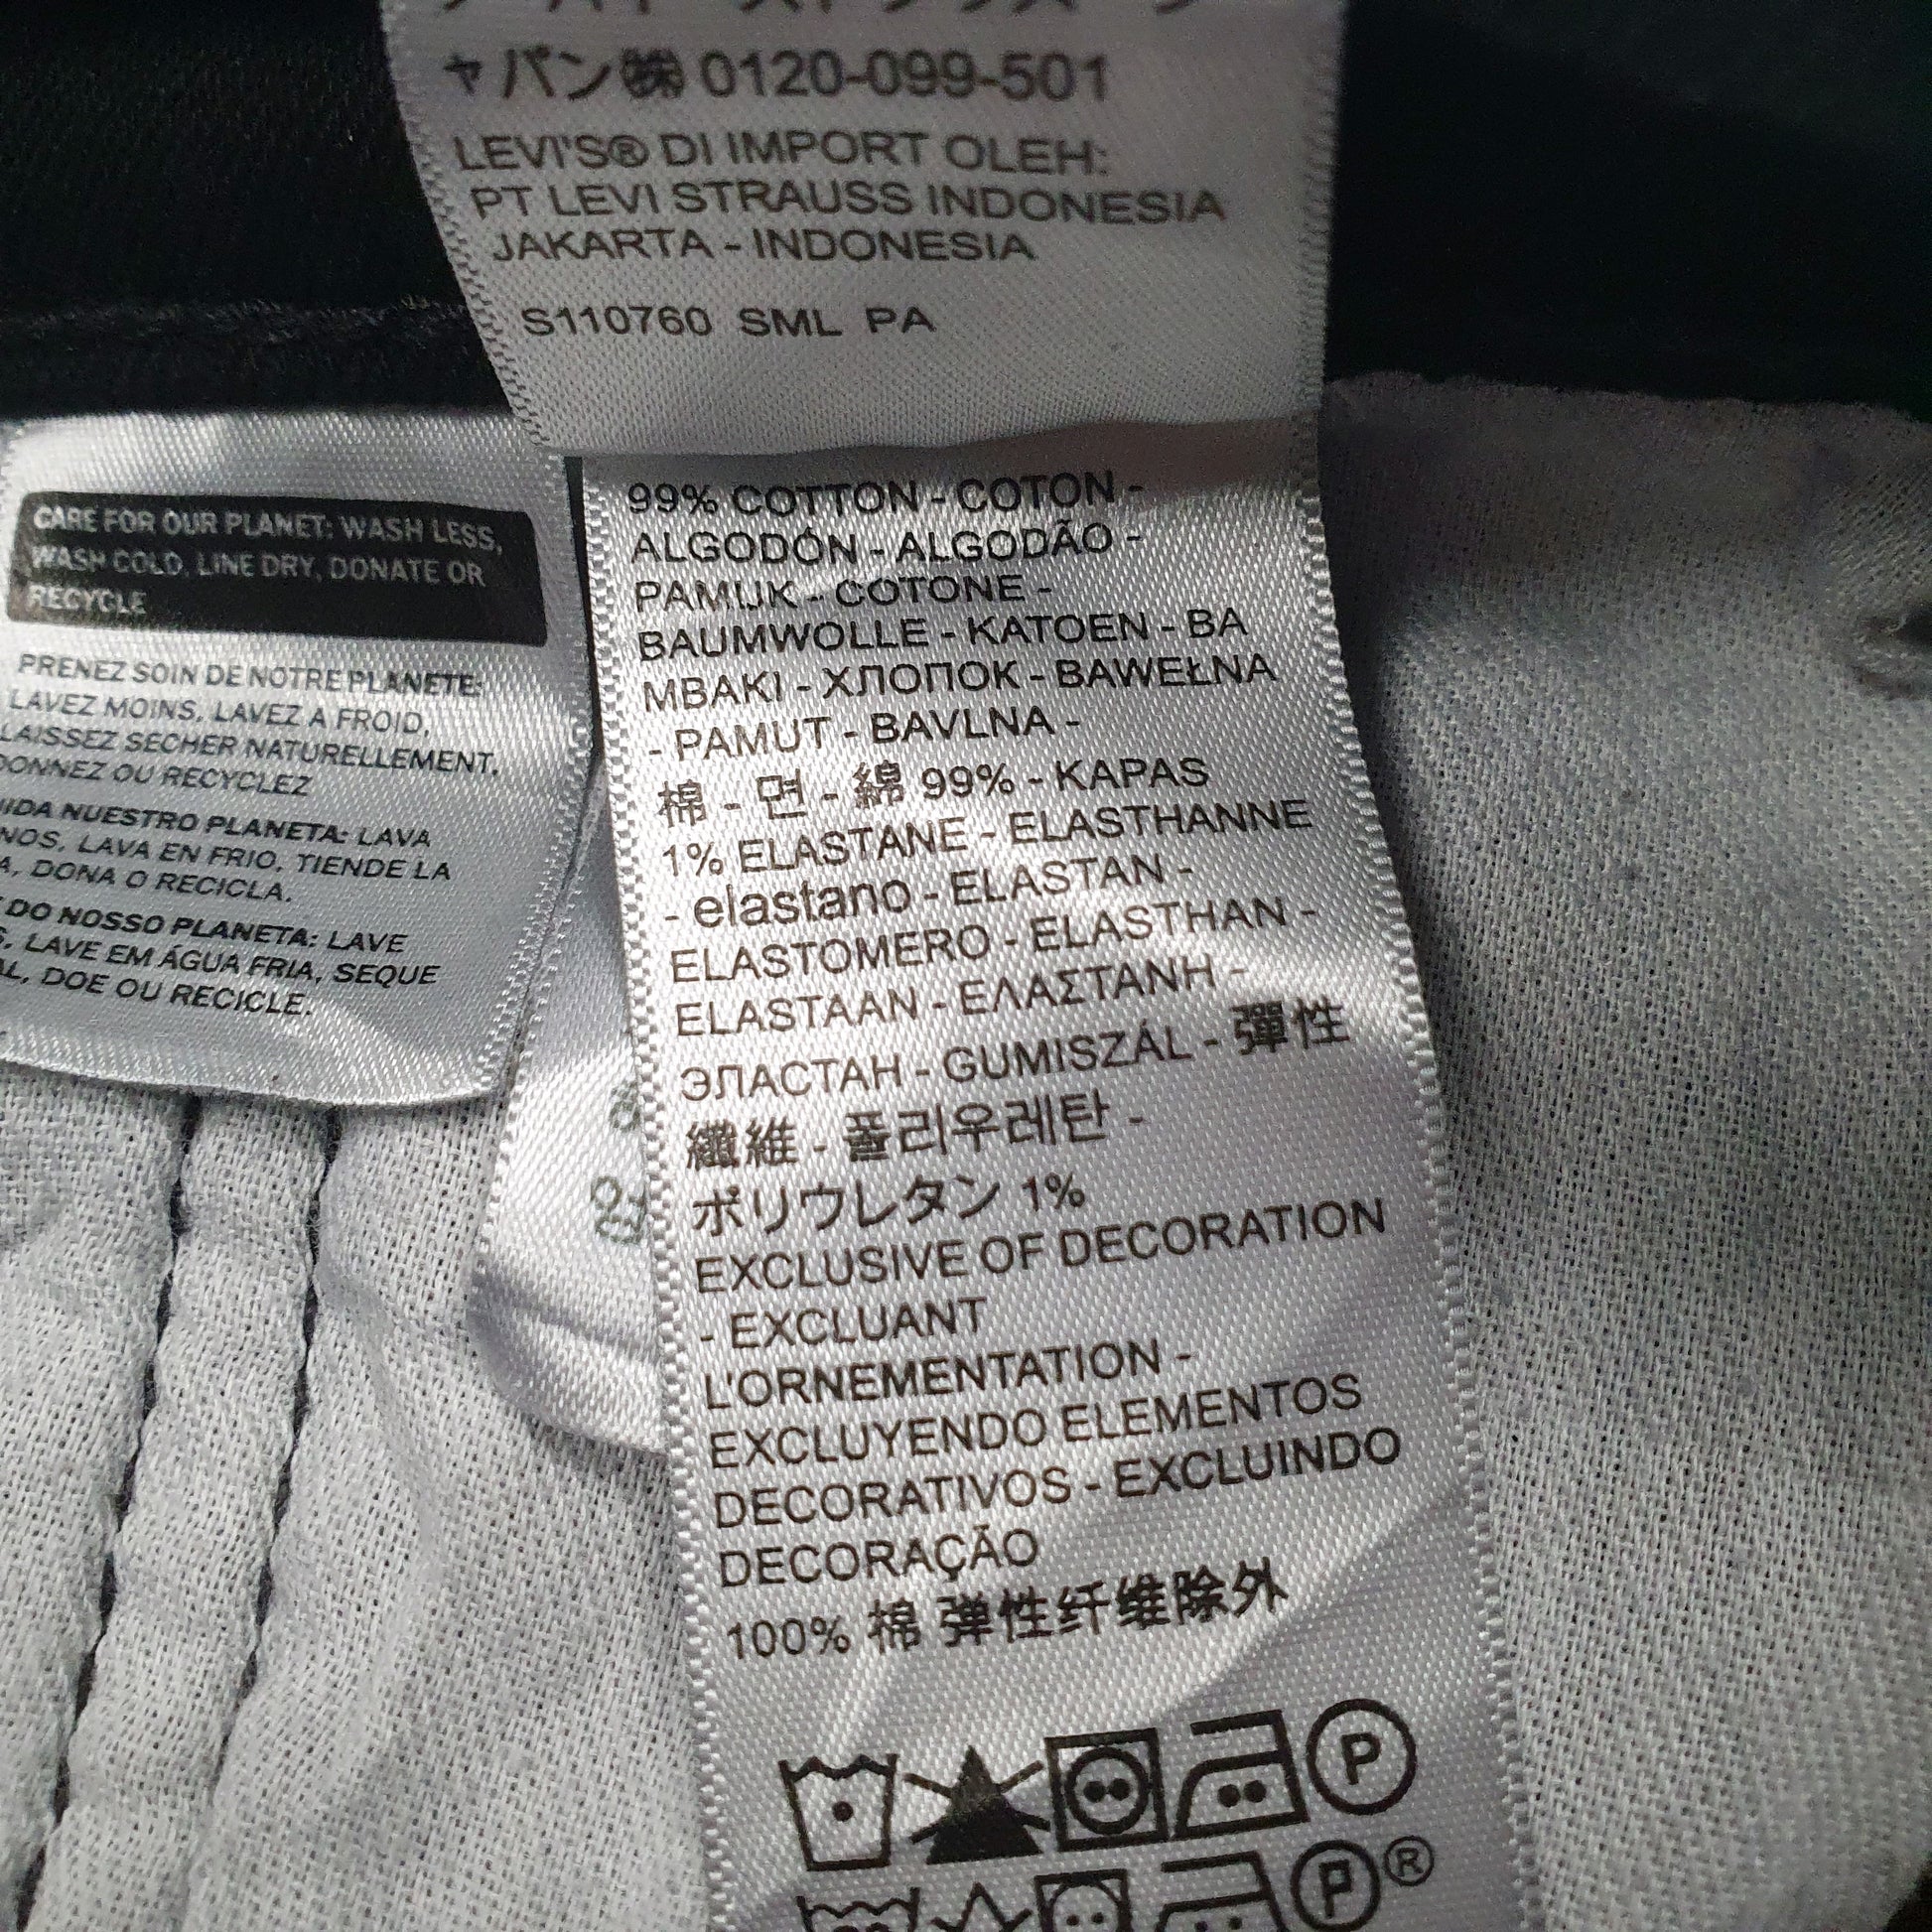 ャパン㈱ 0120-099-501
LEVI'S® DI IMPORT OLEH:
PT LEVI STRAUSS INDONESIA
JAKARTA - INDONESIA
S110760 SML PA
CARE FOR OUR PLANET: WASH LESS,
WASH COLD, LINE DRY, DONATE OR
RECYCLE
PRENEZ SOIN DE NOTRE PLANETE:
LAVEZ MOINS, LAVEZ A FROID,
LAISSEZ SECHER NATURELLEMENT,
DONNEZ OU RECYCLEZ
NUESTRO PLANETA: LAVA
LAVA EN FRIO, TIENDE LA
DONA O RECICLA.
DO NOSSO PLANETA: LAVE
LAVE EM ÁGUA FRIA, SEQUE
DOE OU RECICLE.
99% COTTON - COTON -
ALGODÓN - ALGODÃO -
PAMUK - COTONE -
BAUMWOLLE - KATOEN - ΒΑ
ΜΒΑΚΙ - ХЛОПОК - BAWEŁNA
- PAMUT - BAVLNA -
棉 - 면 - 綿 99% - KAPAS
1% ELASTANE - ELASTHANNE
- elastano - ELASTAN -
ELASTOMERO - ELASTHAN -
ELASTAAN - ΕΛΑΣΤΑΝΗ -
ЭЛАСТАН - GUMISZÁL - 彈性
纖維 - 폴리우레탄 -
ポリウレタン 1%
EXCLUSIVE OF DECORATION
- EXCLUANT
L'ORNEMENTATION -
EXCLUYENDO ELEMENTOS
DECORATIVOS - EXCLUINDO
DECORAÇÃO
100% 棉 弹性纤维除外
P
P ®